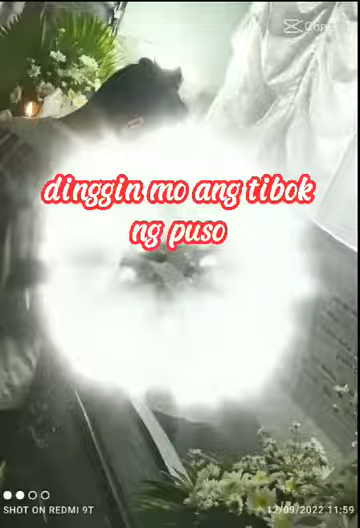 dinggin mo ang tibok
ng puso
SHOT ON REDMI 9T
12/09/2022 11:59